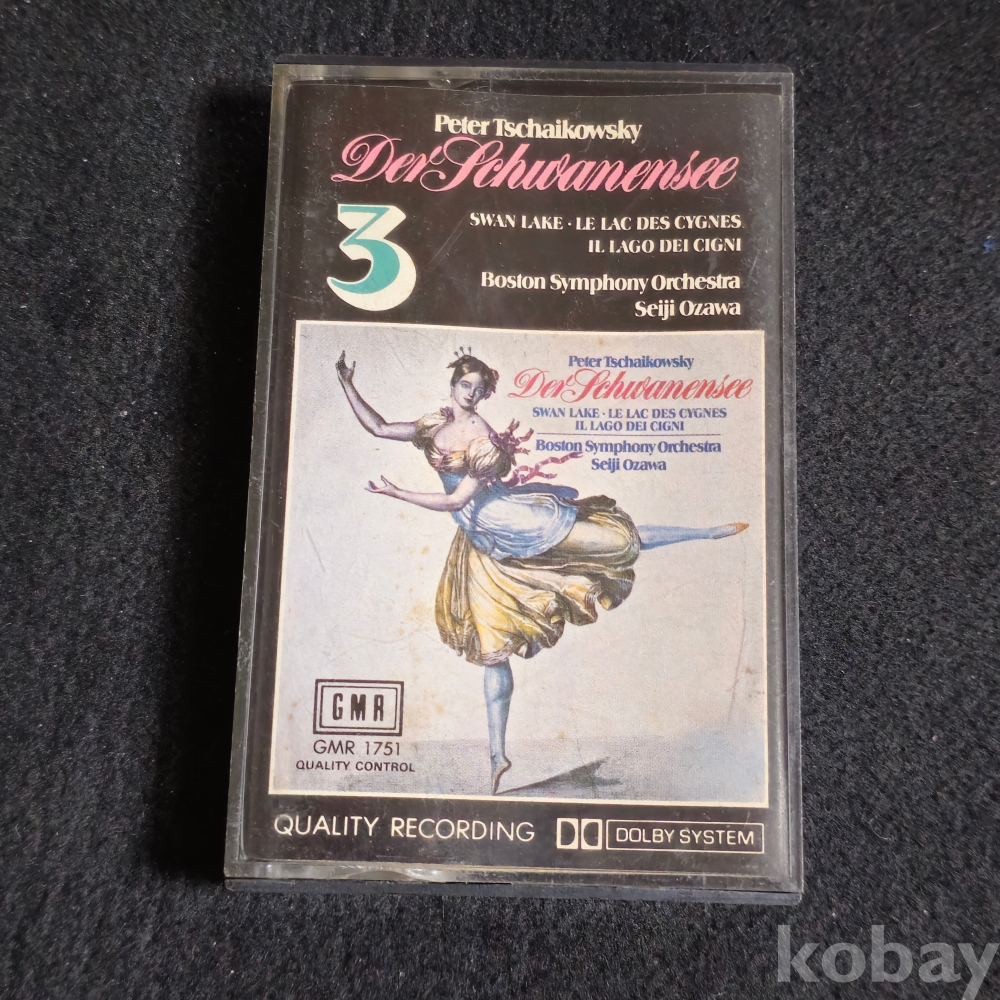 Peter Tschaikowsky
Der Schwanensee
3
SWAN LAKE · LE LAC DES CYGNES
IL LAGO DEI CIGNI
Boston Symphony Orchestra
Seiji Ozawa
Peter Tschaikowsky
Der Schwanensee
SWAN LAKE · LE LAC DES CYGNES
IL LAGO DEI CIGNI
Boston Symphony Orchestra
Seiji Ozawa
GMR
GMR 1751
QUALITY CONTROL
QUALITY RECORDING DOLBY SYSTEM
kobay